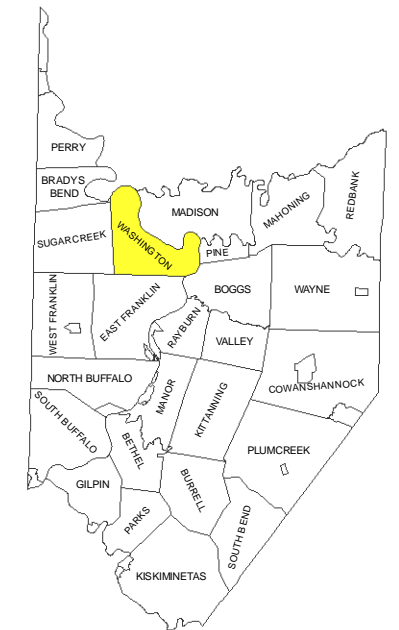 PERRY
BRADYS
BEND
MADISON
MAHONING
REDBANK
SUGARCREEK
WASHINGTON
PINE
WEST FRANKLIN
EAST FRANKLIN
BOGGS
WAYNE
RAYBURN
VALLEY
NORTH BUFFALO
MANOR
KITTANNING
COWANSHANNOCK
SOUTH BUFFALO
BETHEL
PLUMCREEK
GILPIN
BURRELL
PARKS
SOUTH BEND
KISKIMINETAS